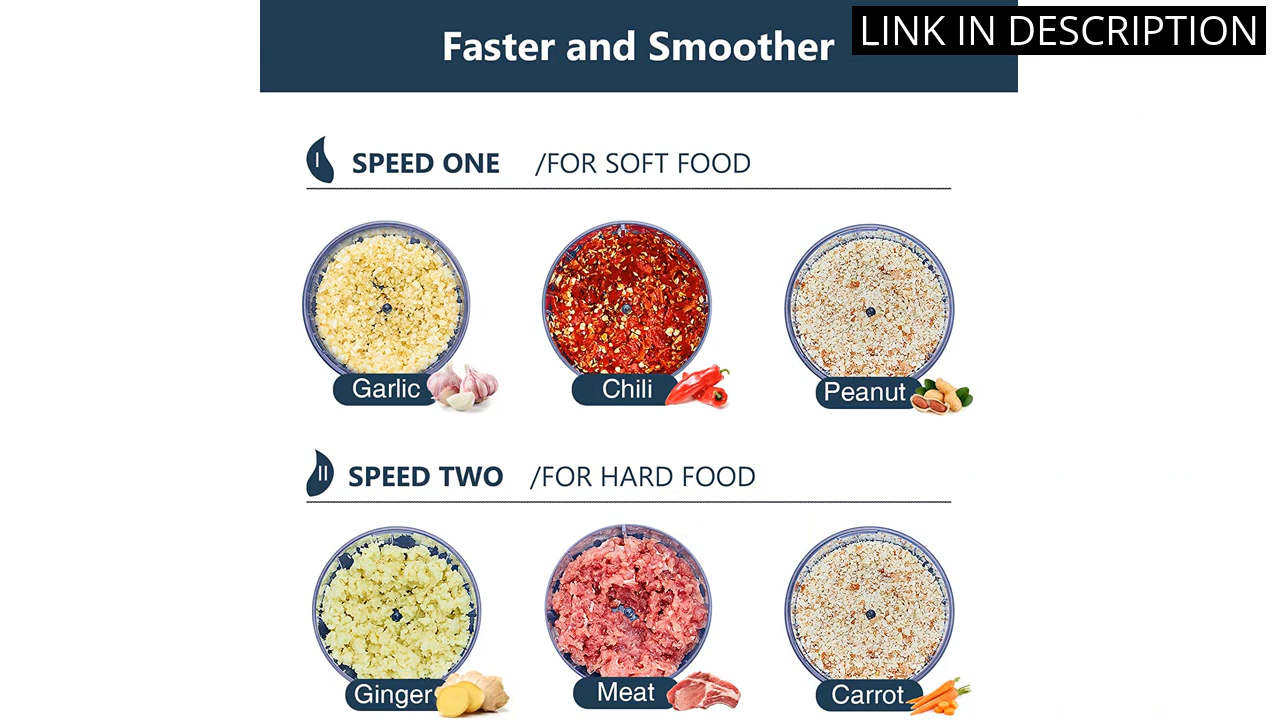 Faster and Smoother
LINK IN DESCRIPTION
I SPEED ONE /FOR SOFT FOOD
Garlic Chili Peanut
II SPEED TWO /FOR HARD FOOD
Ginger Meat Carrot